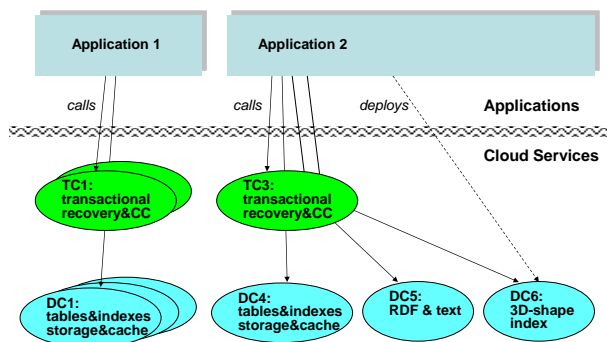 Application 1
Application 2
calls
calls
deploys
Applications
Cloud Services
TC1:
transactional
recovery&CC
TC3:
transactional
recovery&CC
DC1:
tables&indexes
storage&cache
DC4:
tables&indexes
storage&cache
DC5:
RDF & text
DC6:
3D-shape
index